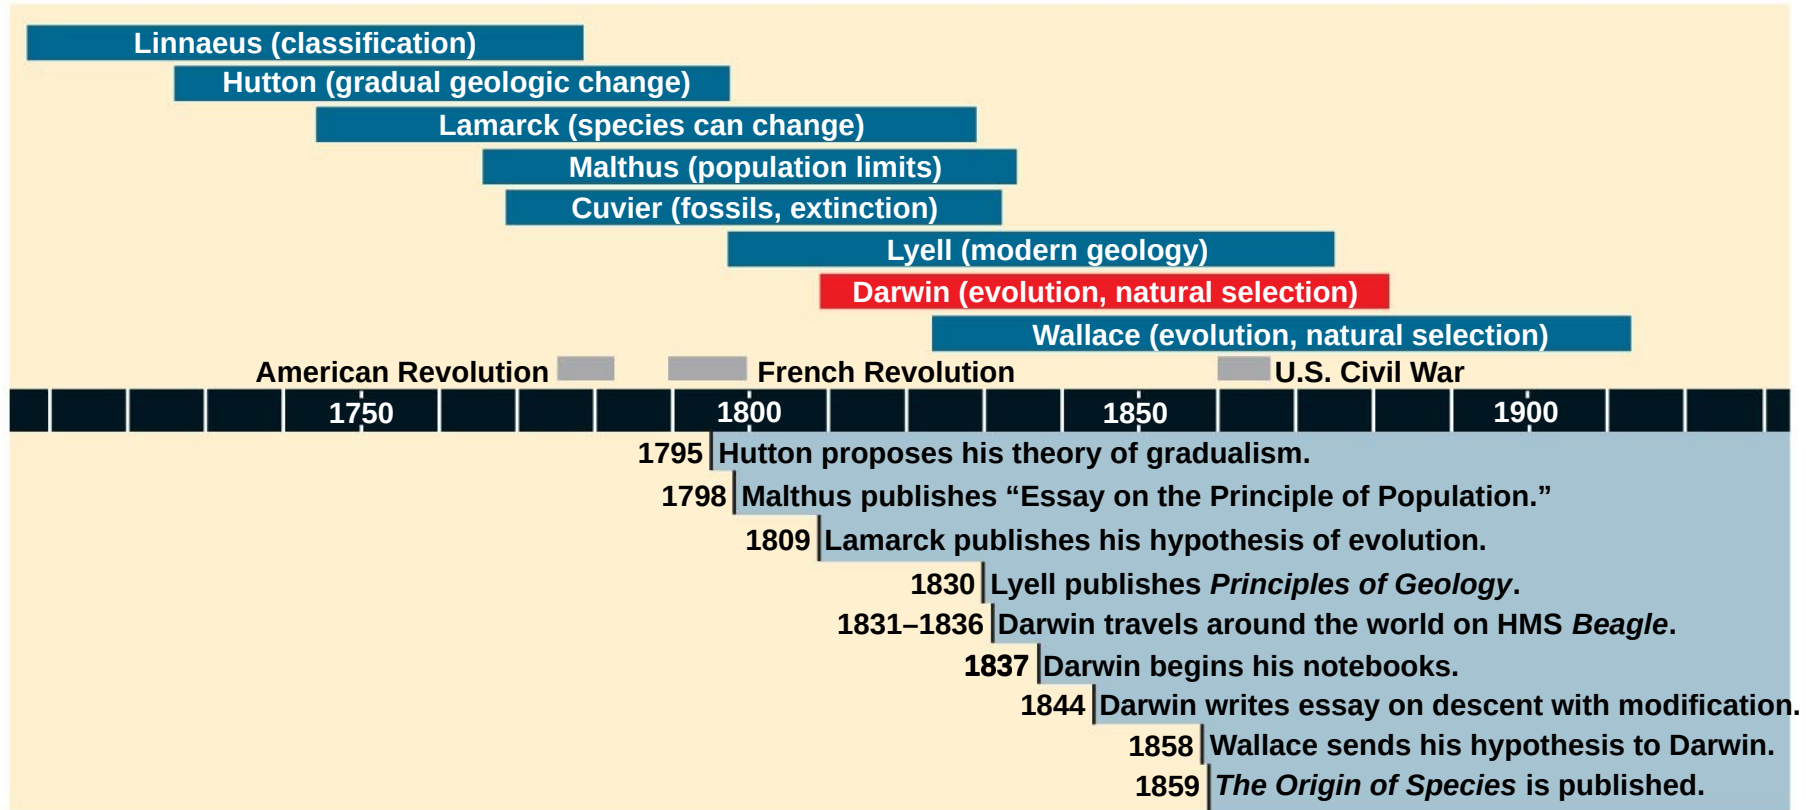 Linnaeus (classification)
Hutton (gradual geologic change)
Lamarck (species can change)
Malthus (population limits)
Cuvier (fossils, extinction)
Lyell (modern geology)
Darwin (evolution, natural selection)
Wallace (evolution, natural selection)
American Revolution French Revolution U.S. Civil War
1750 1800 1850 1900
1795 Hutton proposes his theory of gradualism.
1798 Malthus publishes “Essay on the Principle of Population.”
1809 Lamarck publishes his hypothesis of evolution.
1830 Lyell publishes Principles of Geology.
1831–1836 Darwin travels around the world on HMS Beagle.
1837 Darwin begins his notebooks.
1844 Darwin writes essay on descent with modification.
1858 Wallace sends his hypothesis to Darwin.
1859 The Origin of Species is published.